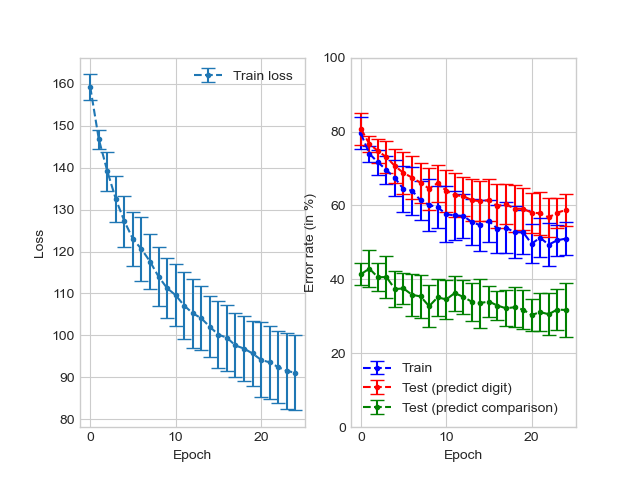 Train loss
160
150
140
130
120
110
100
90
80
0
10
20
Loss
Epoch
100
80
60
40
20
0
0
10
20
Error rate (in %)
Train
Test (predict digit)
Test (predict comparison)
Epoch